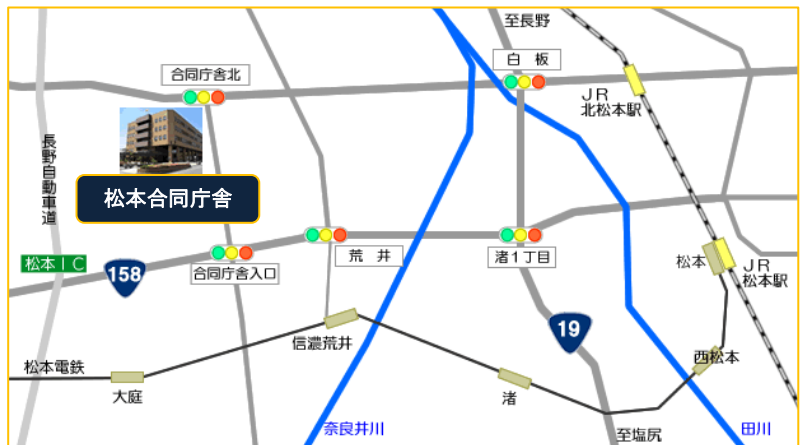 至長野
白板
合同庁舎北
JR
北松本駅
長野自動車道
松本合同庁舎
松本IC
158
合同庁舎入口
荒井
渚1丁目
松本
JR
松本駅
19
信濃荒井
西松本
松本電鉄
大庭
渚
奈良井川
至塩尻
田川